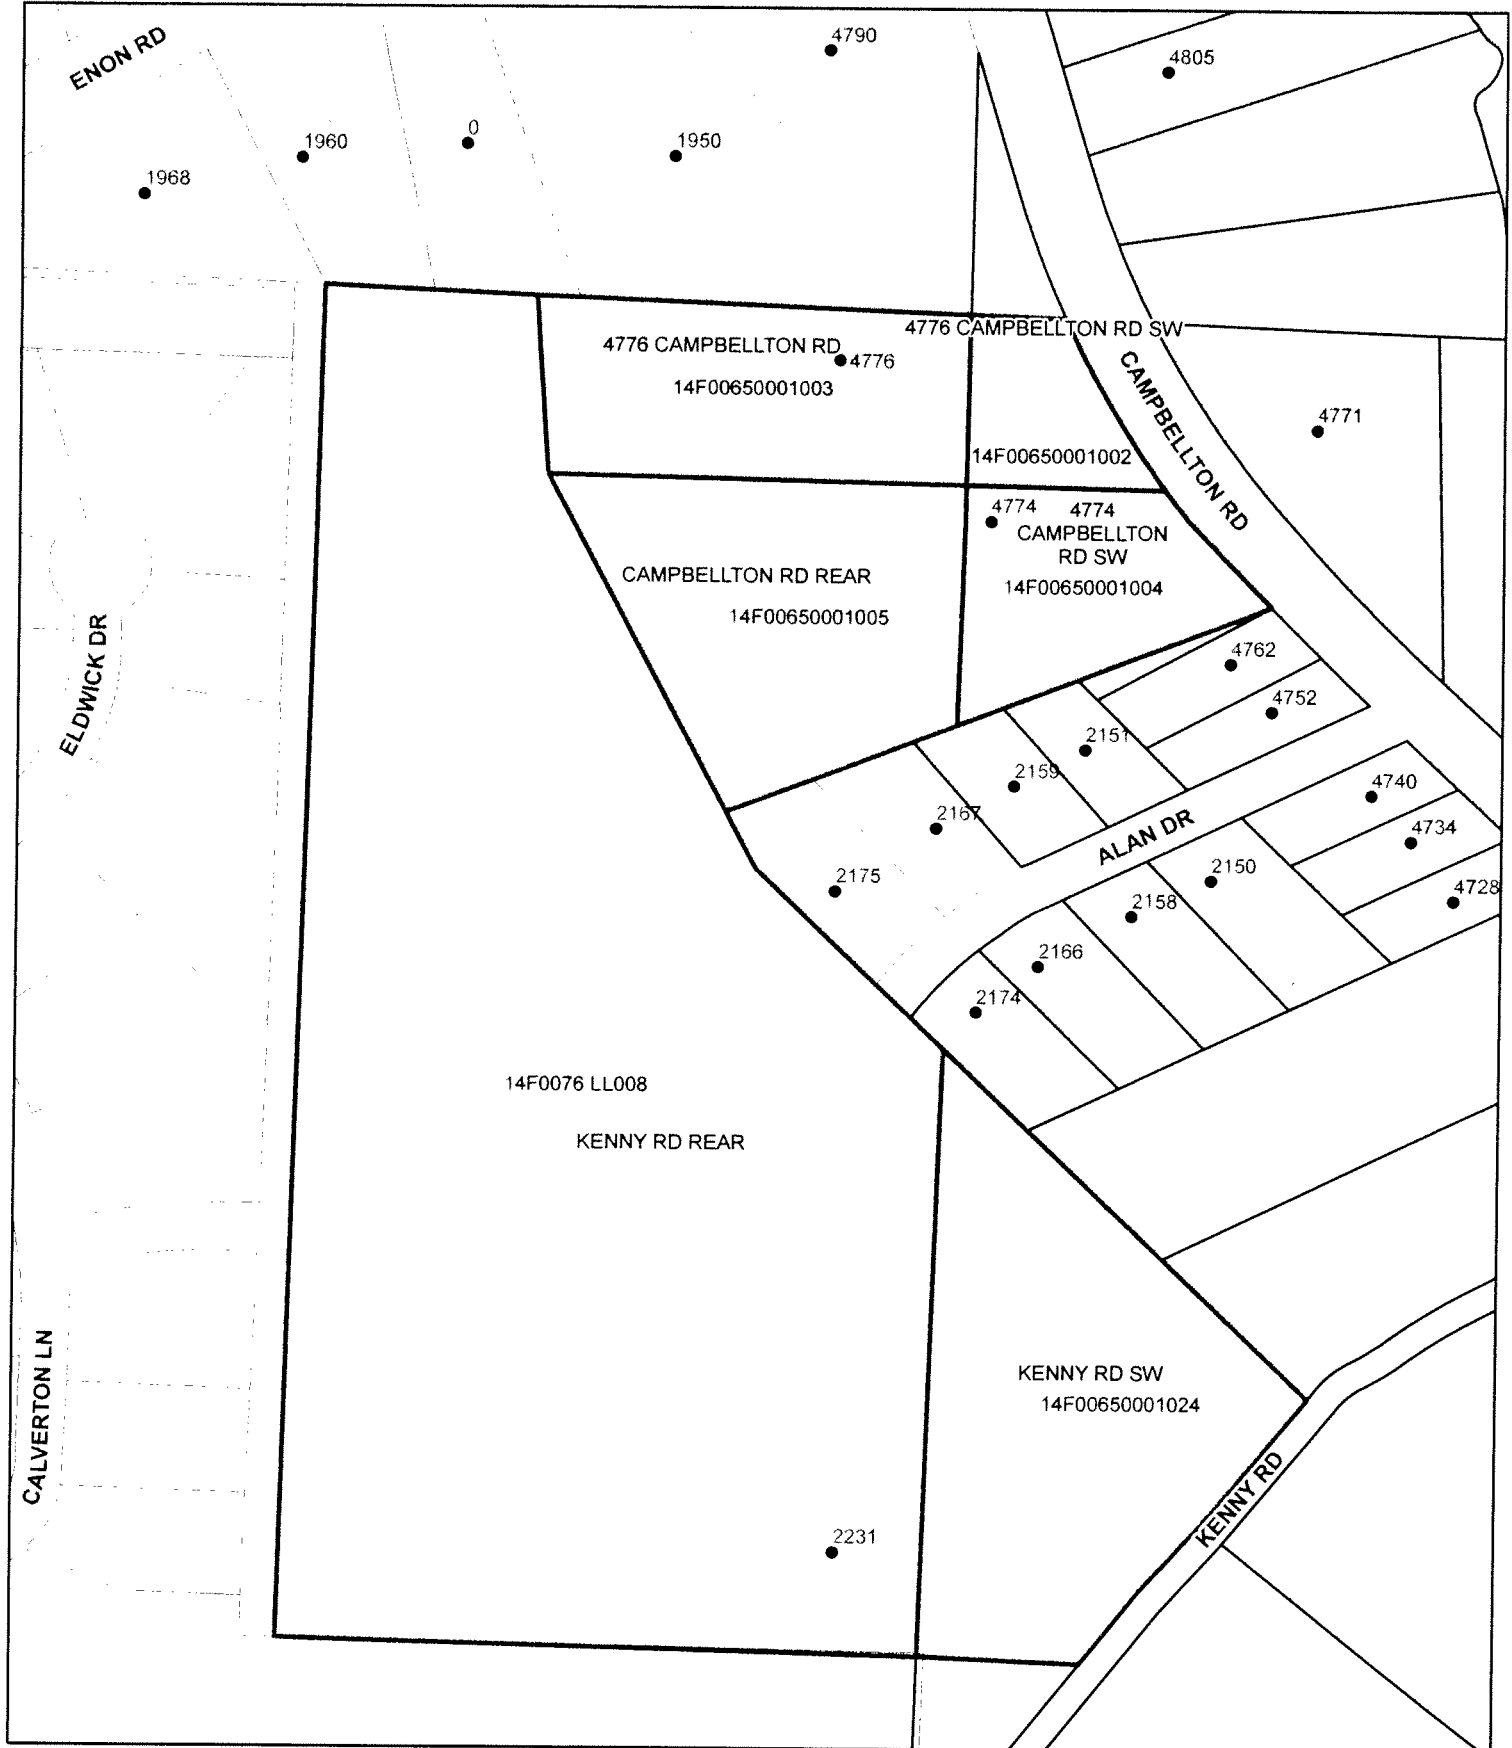 ENON RD
4790
4805
1960
0
1950
1968
4776 CAMPBELLTON RD SW
4776 CAMPBELLTON RD
4776
14F00650001003
CAMPBELLTON RD
4771
14F00650001002
4774
4774
CAMPBELLTON
RD SW
14F00650001004
CAMPBELLTON RD REAR
14F00650001005
ELDWICK DR
4762
4752
2151
2159
2167
2175
ALAN DR
4740
4734
4728
2150
2158
2166
2174
14F0076 LL008
KENNY RD REAR
KENNY RD SW
14F00650001024
CALVERTON LN
KENNY RD
2231